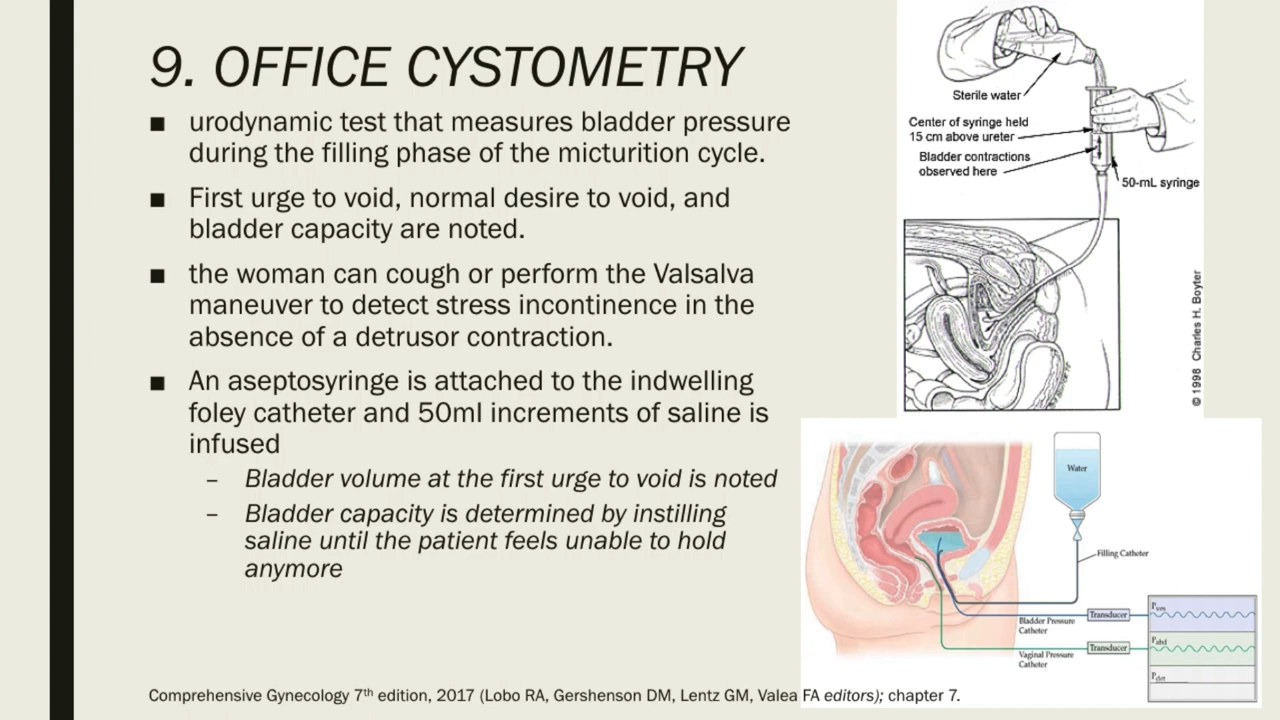 9. OFFICE CYSTOMETRY
■ urodynamic test that measures bladder pressure
during the filling phase of the micturition cycle.
■ First urge to void, normal desire to void, and
bladder capacity are noted.
■ the woman can cough or perform the Valsalva
maneuver to detect stress incontinence in the
absence of a detrusor contraction.
■ An aseptosyringe is attached to the indwelling
foley catheter and 50ml increments of saline is
infused
– Bladder volume at the first urge to void is noted
– Bladder capacity is determined by instilling
saline until the patient feels unable to hold
anymore
Sterile water
Center of syringe held
15 cm above ureter
Bladder contractions
observed here
50-mL syringe
© 1998 Charles H. Boyter
Water
Filling Catheter
Bladder Pressure
Catheter
Transducer
Pves
Vaginal Pressure
Catheter
Transducer
Pabd
Pdet
Comprehensive Gynecology 7th edition, 2017 (Lobo RA, Gershenson DM, Lentz GM, Valea FA editors); chapter 7.